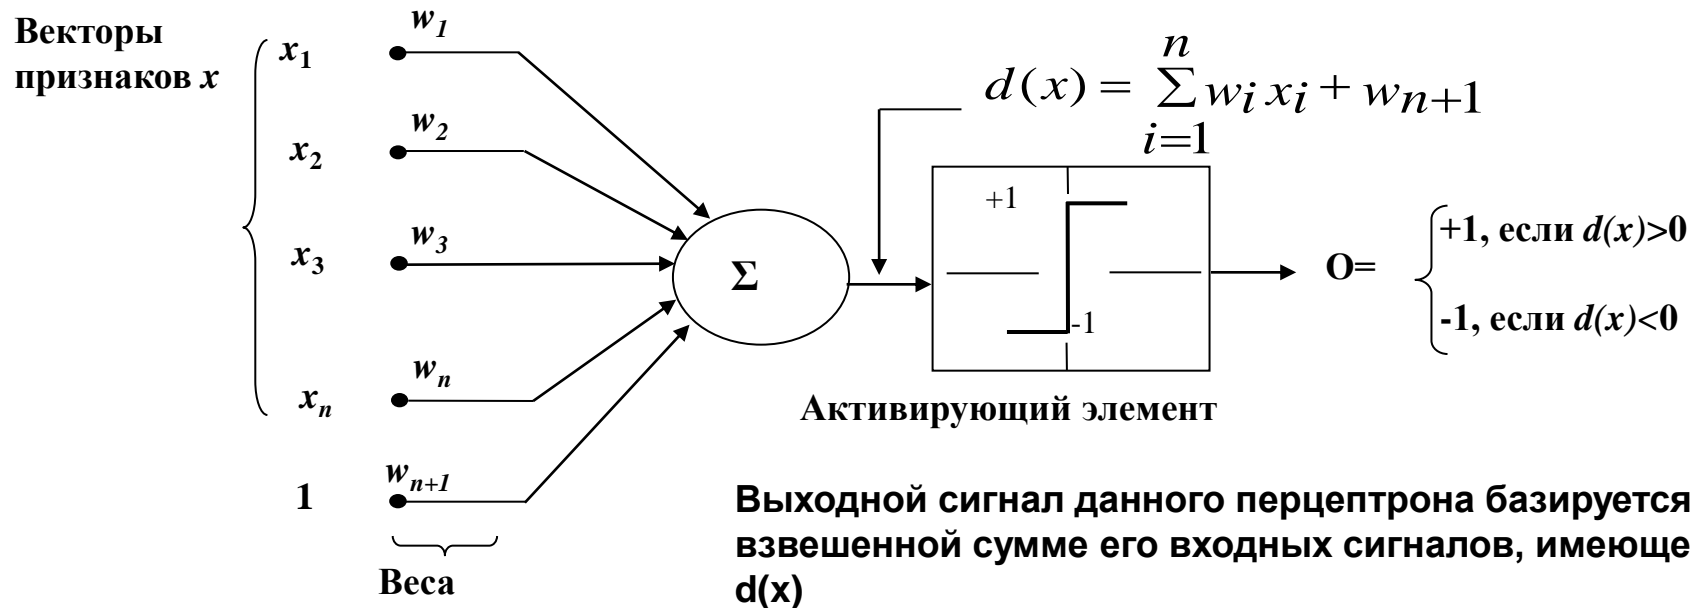 Векторы
признаков x
x₁
x₂
x₃
xₙ
1
w₁
w₂
w₃
wₙ
wₙ₊₁
Веса
Σ
d(x) = Σ wᵢ xᵢ + wₙ₊₁
n
i=1
+1
-1
Активирующий элемент
O=
+1, если d(x)>0
-1, если d(x)<0
Выходной сигнал данного перцептрона базируется
взвешенной сумме его входных сигналов, имеюще
d(x)